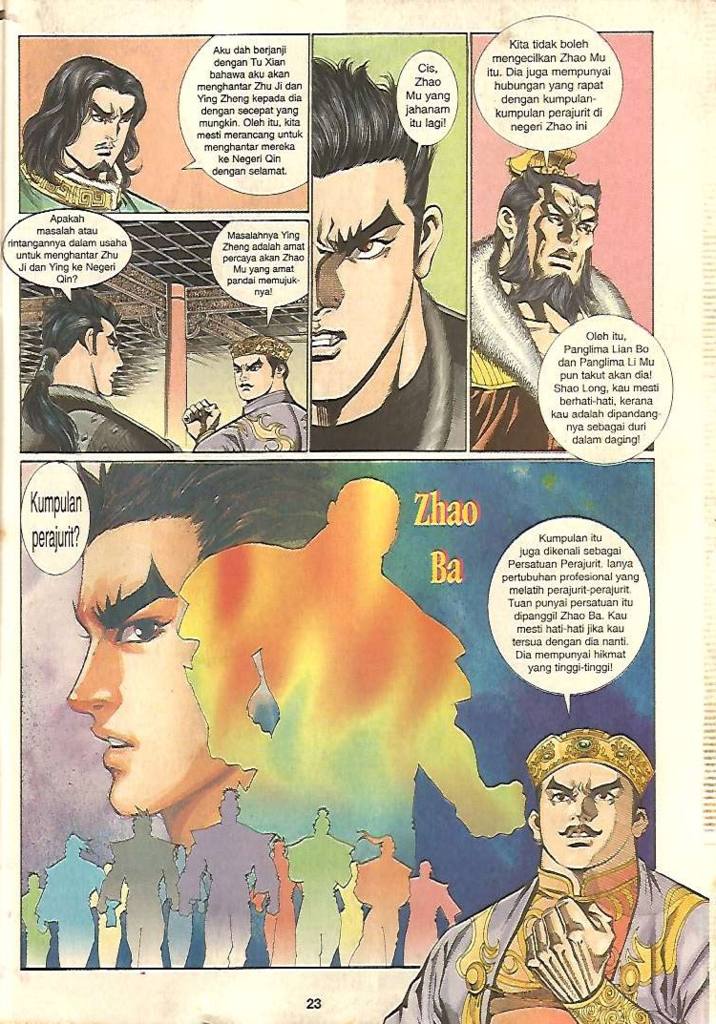 Aku dah berjanji
dengan Tu Xian
bahawa aku akan
menghantar Zhu Ji dan
Ying Zheng kepada dia
dengan secepat yang
mungkin. Oleh itu, kita
mesti merancang untuk
menghantar mereka
ke Negeri Qin
dengan selamat.
Apakah
masalah atau
rintangannya dalam usaha
untuk menghantar Zhu
Ji dan Ying ke Negeri
Qin?
Masalahnya Ying
Zheng adalah amat
percaya akan Zhao
Mu yang amat
pandai memujuk-
nya!
Cis,
Zhao
Mu yang
jahanam
itu lagi!
Kita tidak boleh
mengecilkan Zhao Mu
itu. Dia juga mempunyai
hubungan yang rapat
dengan kumpulan-
kumpulan perajurit di
negeri Zhao ini
Oleh itu,
Panglima Lian Bo
dan Panglima Li Mu
pun takut akan dia!
Shao Long, kau mesti
berhati-hati, kerana
kau adalah dipandang-
nya sebagai duri
dalam daging!
Kumpulan
perajurit?
Zhao
Ba
Kumpulan itu
juga dikenali sebagai
Persatuan Perajurit. Ianya
pertubuhan profesional yang
melatih perajurit-perajurit.
Tuan punyai persatuan itu
dipanggil Zhao Ba. Kau
mesti hati-hati jika kau
tersua dengan dia nanti.
Dia mempunyai hikmat
yang tinggi-tinggi!
23